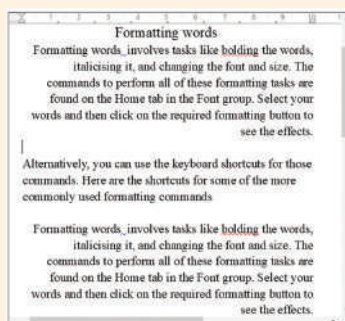 Formatting words
Formatting words_involves tasks like bolding the words,
italicising it, and changing the font and size. The
commands to perform all of these formatting tasks are
found on the Home tab in the Font group. Select your
words and then click on the required formatting button to
see the effects.
Alternatively, you can use the keyboard shortcuts for those
commands. Here are the shortcuts for some of the more
commonly used formatting commands
Formatting words_involves tasks like bolding the words,
italicising it, and changing the font and size. The
commands to perform all of these formatting tasks are
found on the Home tab in the Font group. Select your
words and then click on the required formatting button to
see the effects.